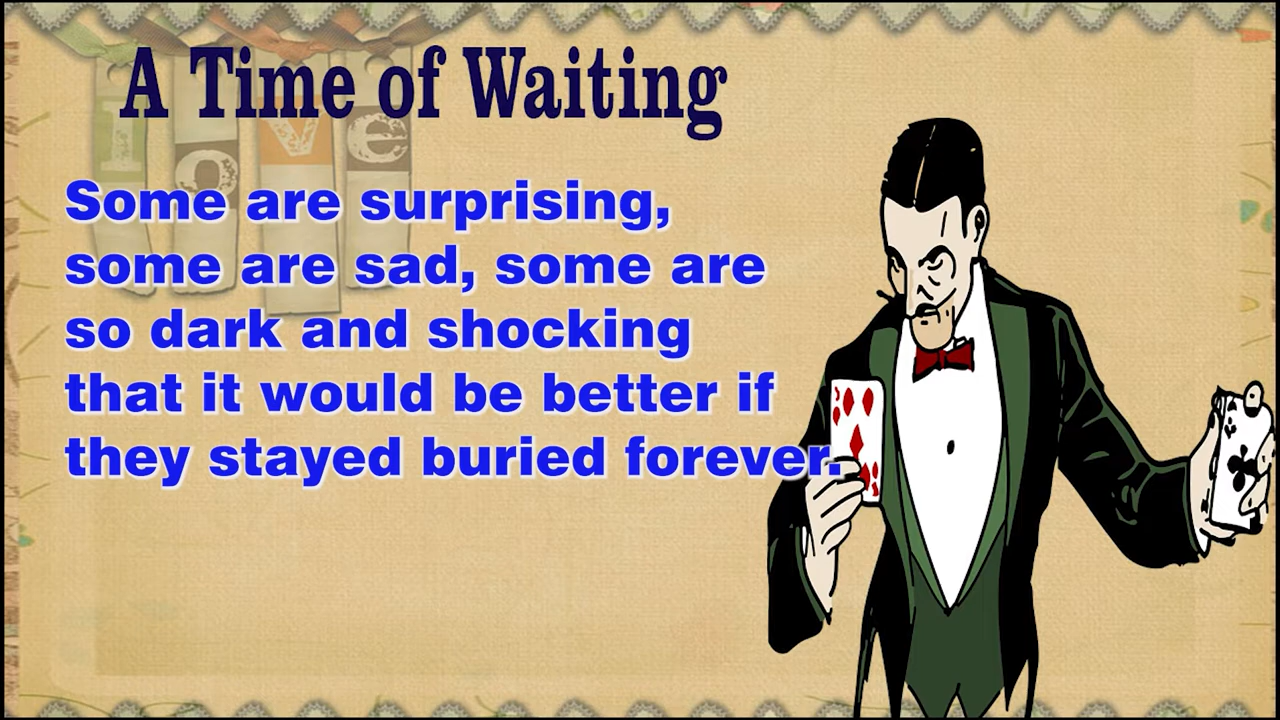 A Time of Waiting
love
Some are surprising,
some are sad, some are
so dark and shocking
that it would be better if
they stayed buried forever.